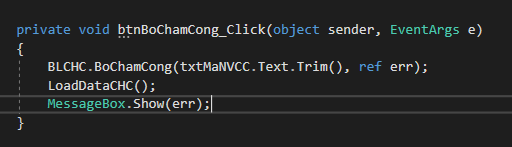 private void btnBoChamCong_Click(object sender, EventArgs e)
{
BLCHC.BoChamCong(txtMaNVCC.Text.Trim(), ref err);
LoadDataCHC();
MessageBox.Show(err);
}